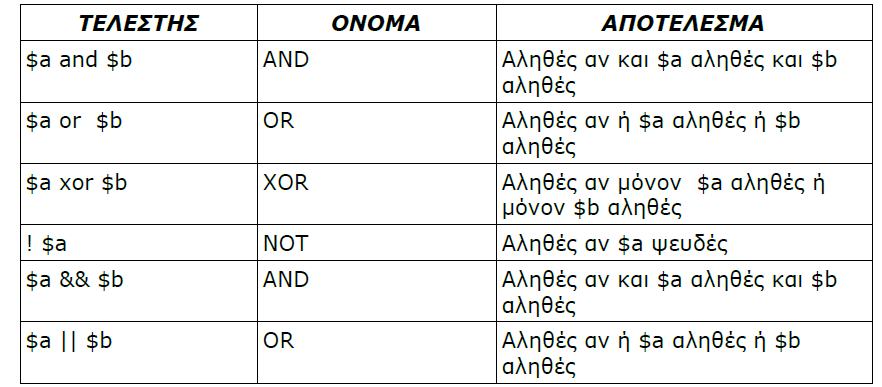 ΤΕΛΕΣΤΗΣ ΟΝΟΜΑ ΑΠΟΤΕΛΕΣΜΑ
$a and $b AND Αληθές αν και $a αληθές και $b
αληθές
$a or $b OR Αληθές αν ή $a αληθές ή $b
αληθές
$a xor $b XOR Αληθές αν μόνον $a αληθές ή
μόνον $b αληθές
! $a NOT Αληθές αν $a ψευδές
$a && $b AND Αληθές αν και $a αληθές και $b
αληθές
$a || $b OR Αληθές αν ή $a αληθές ή $b
αληθές